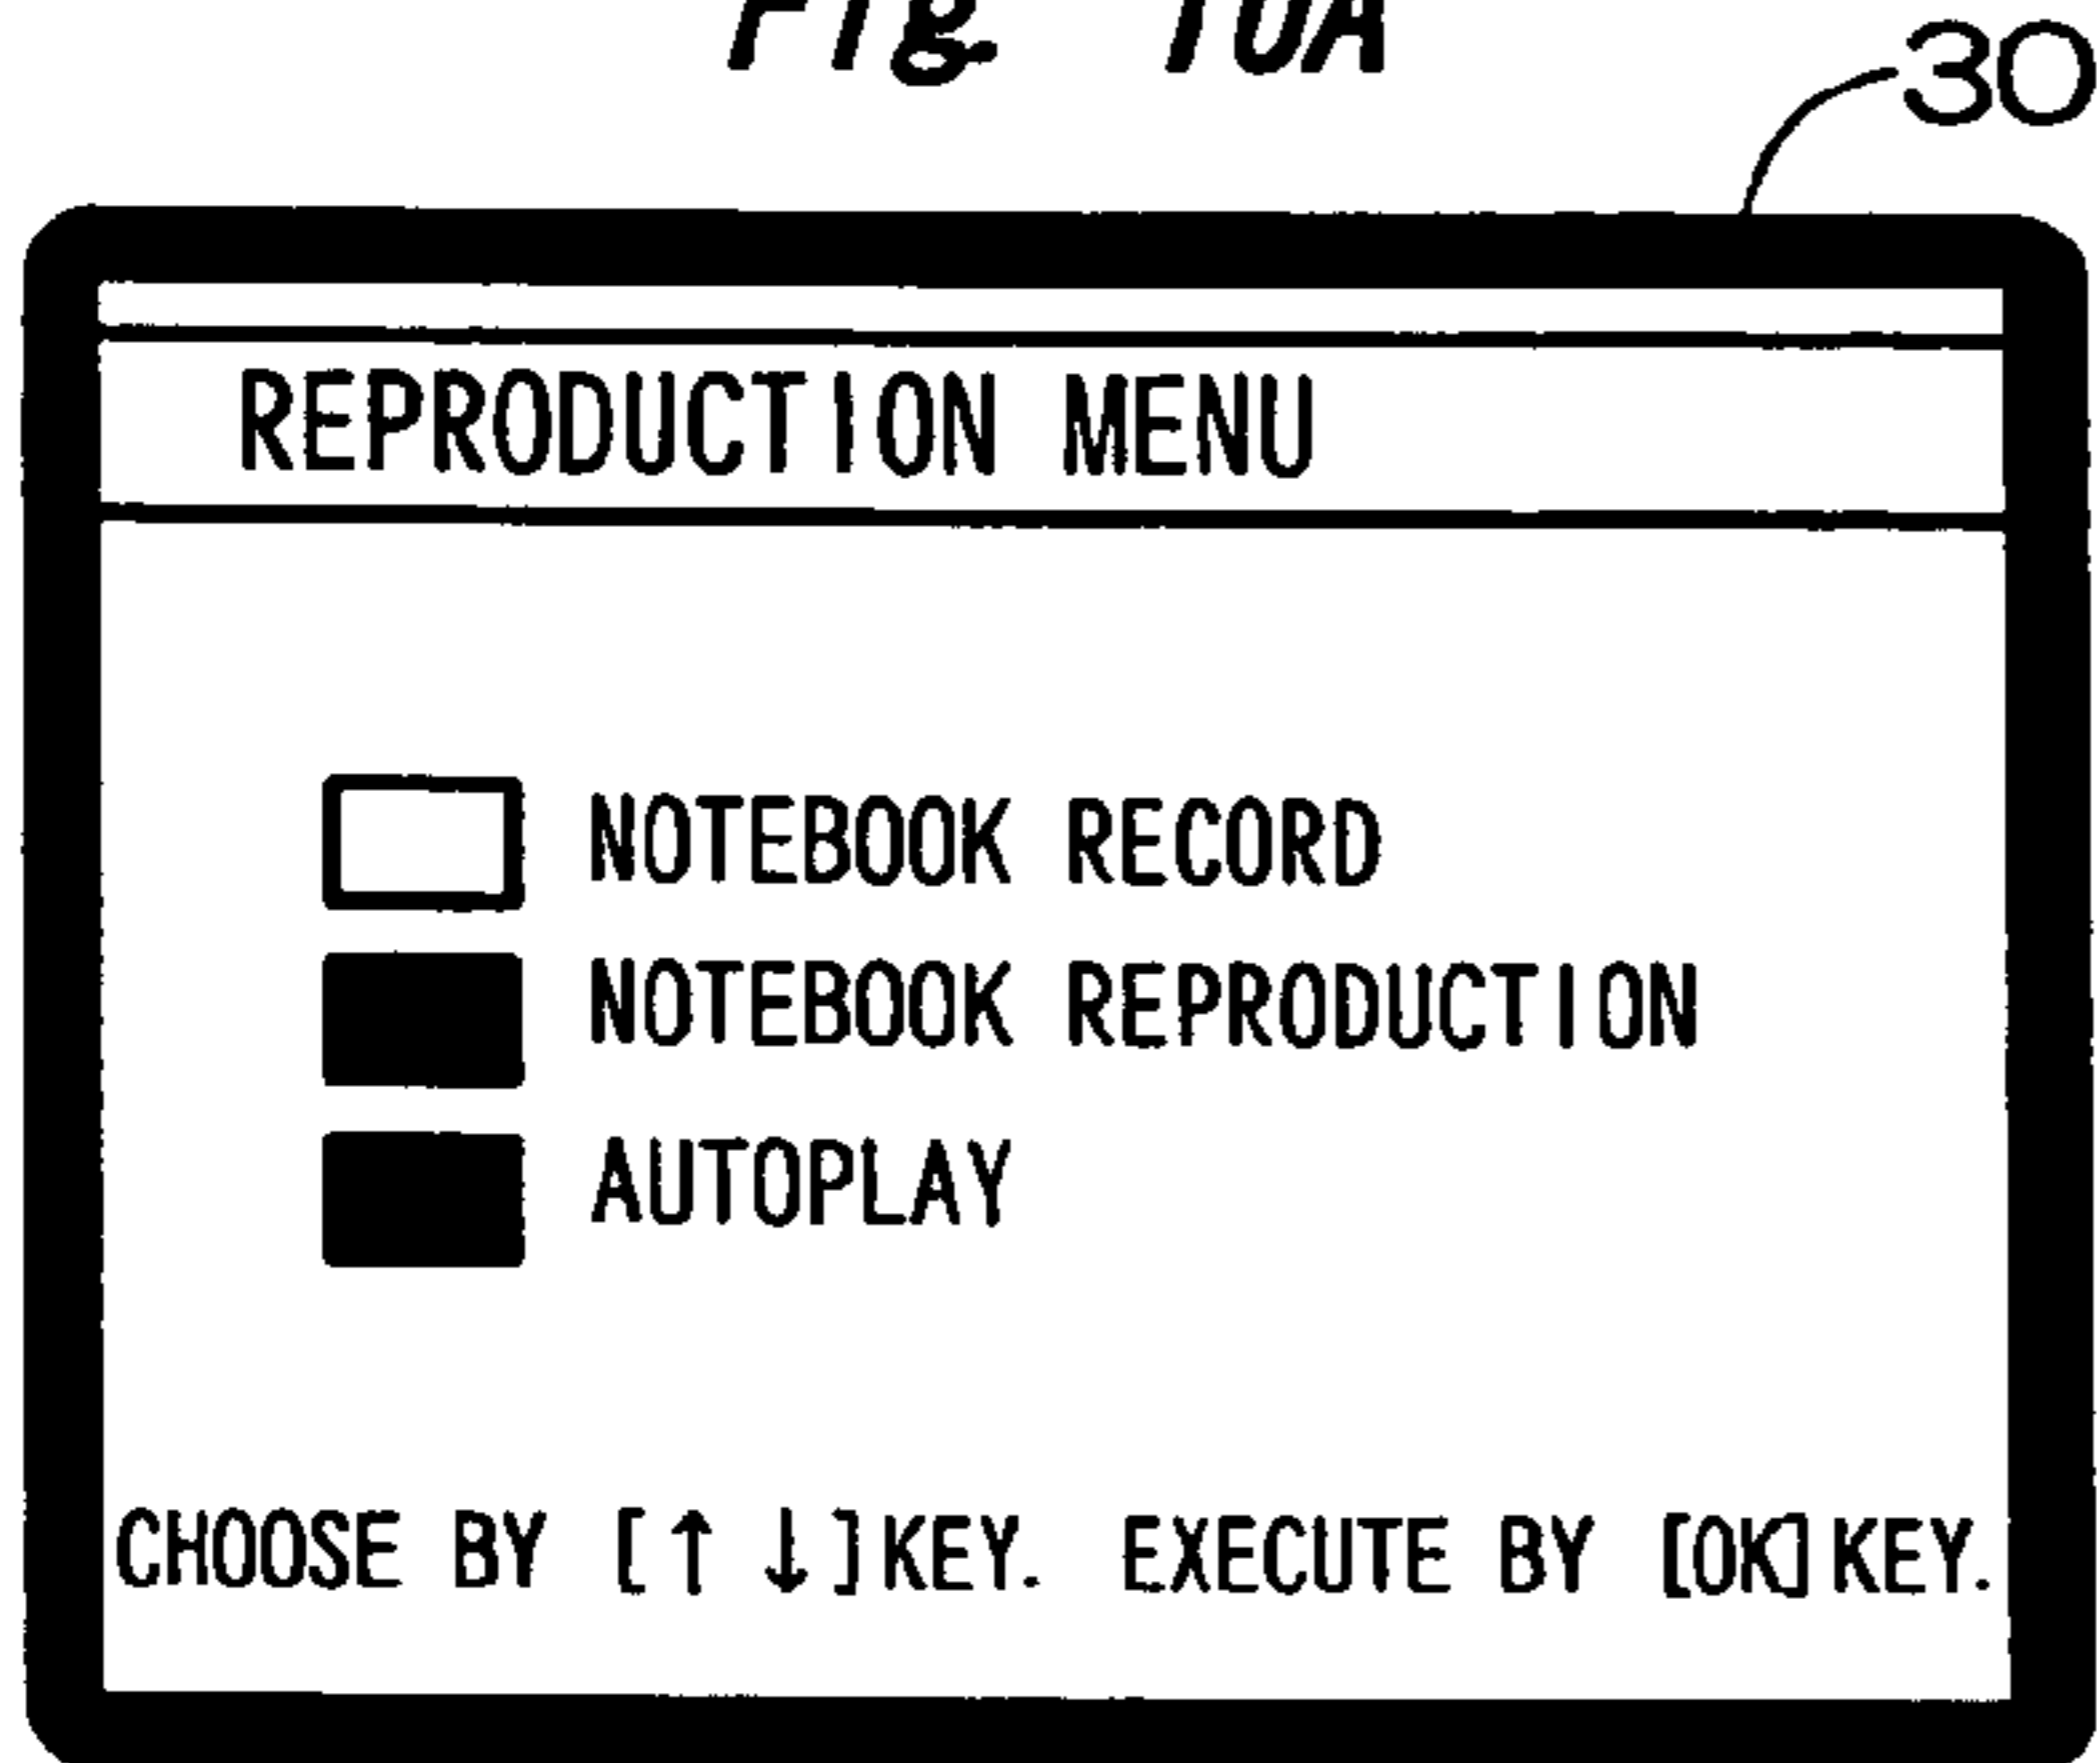 Fig 10A
30
REPRODUCTION MENU
NOTEBOOK RECORD
NOTEBOOK REPRODUCTION
AUTOPLAY
CHOOSE BY [↑ ↓]KEY. EXECUTE BY [OK]KEY.